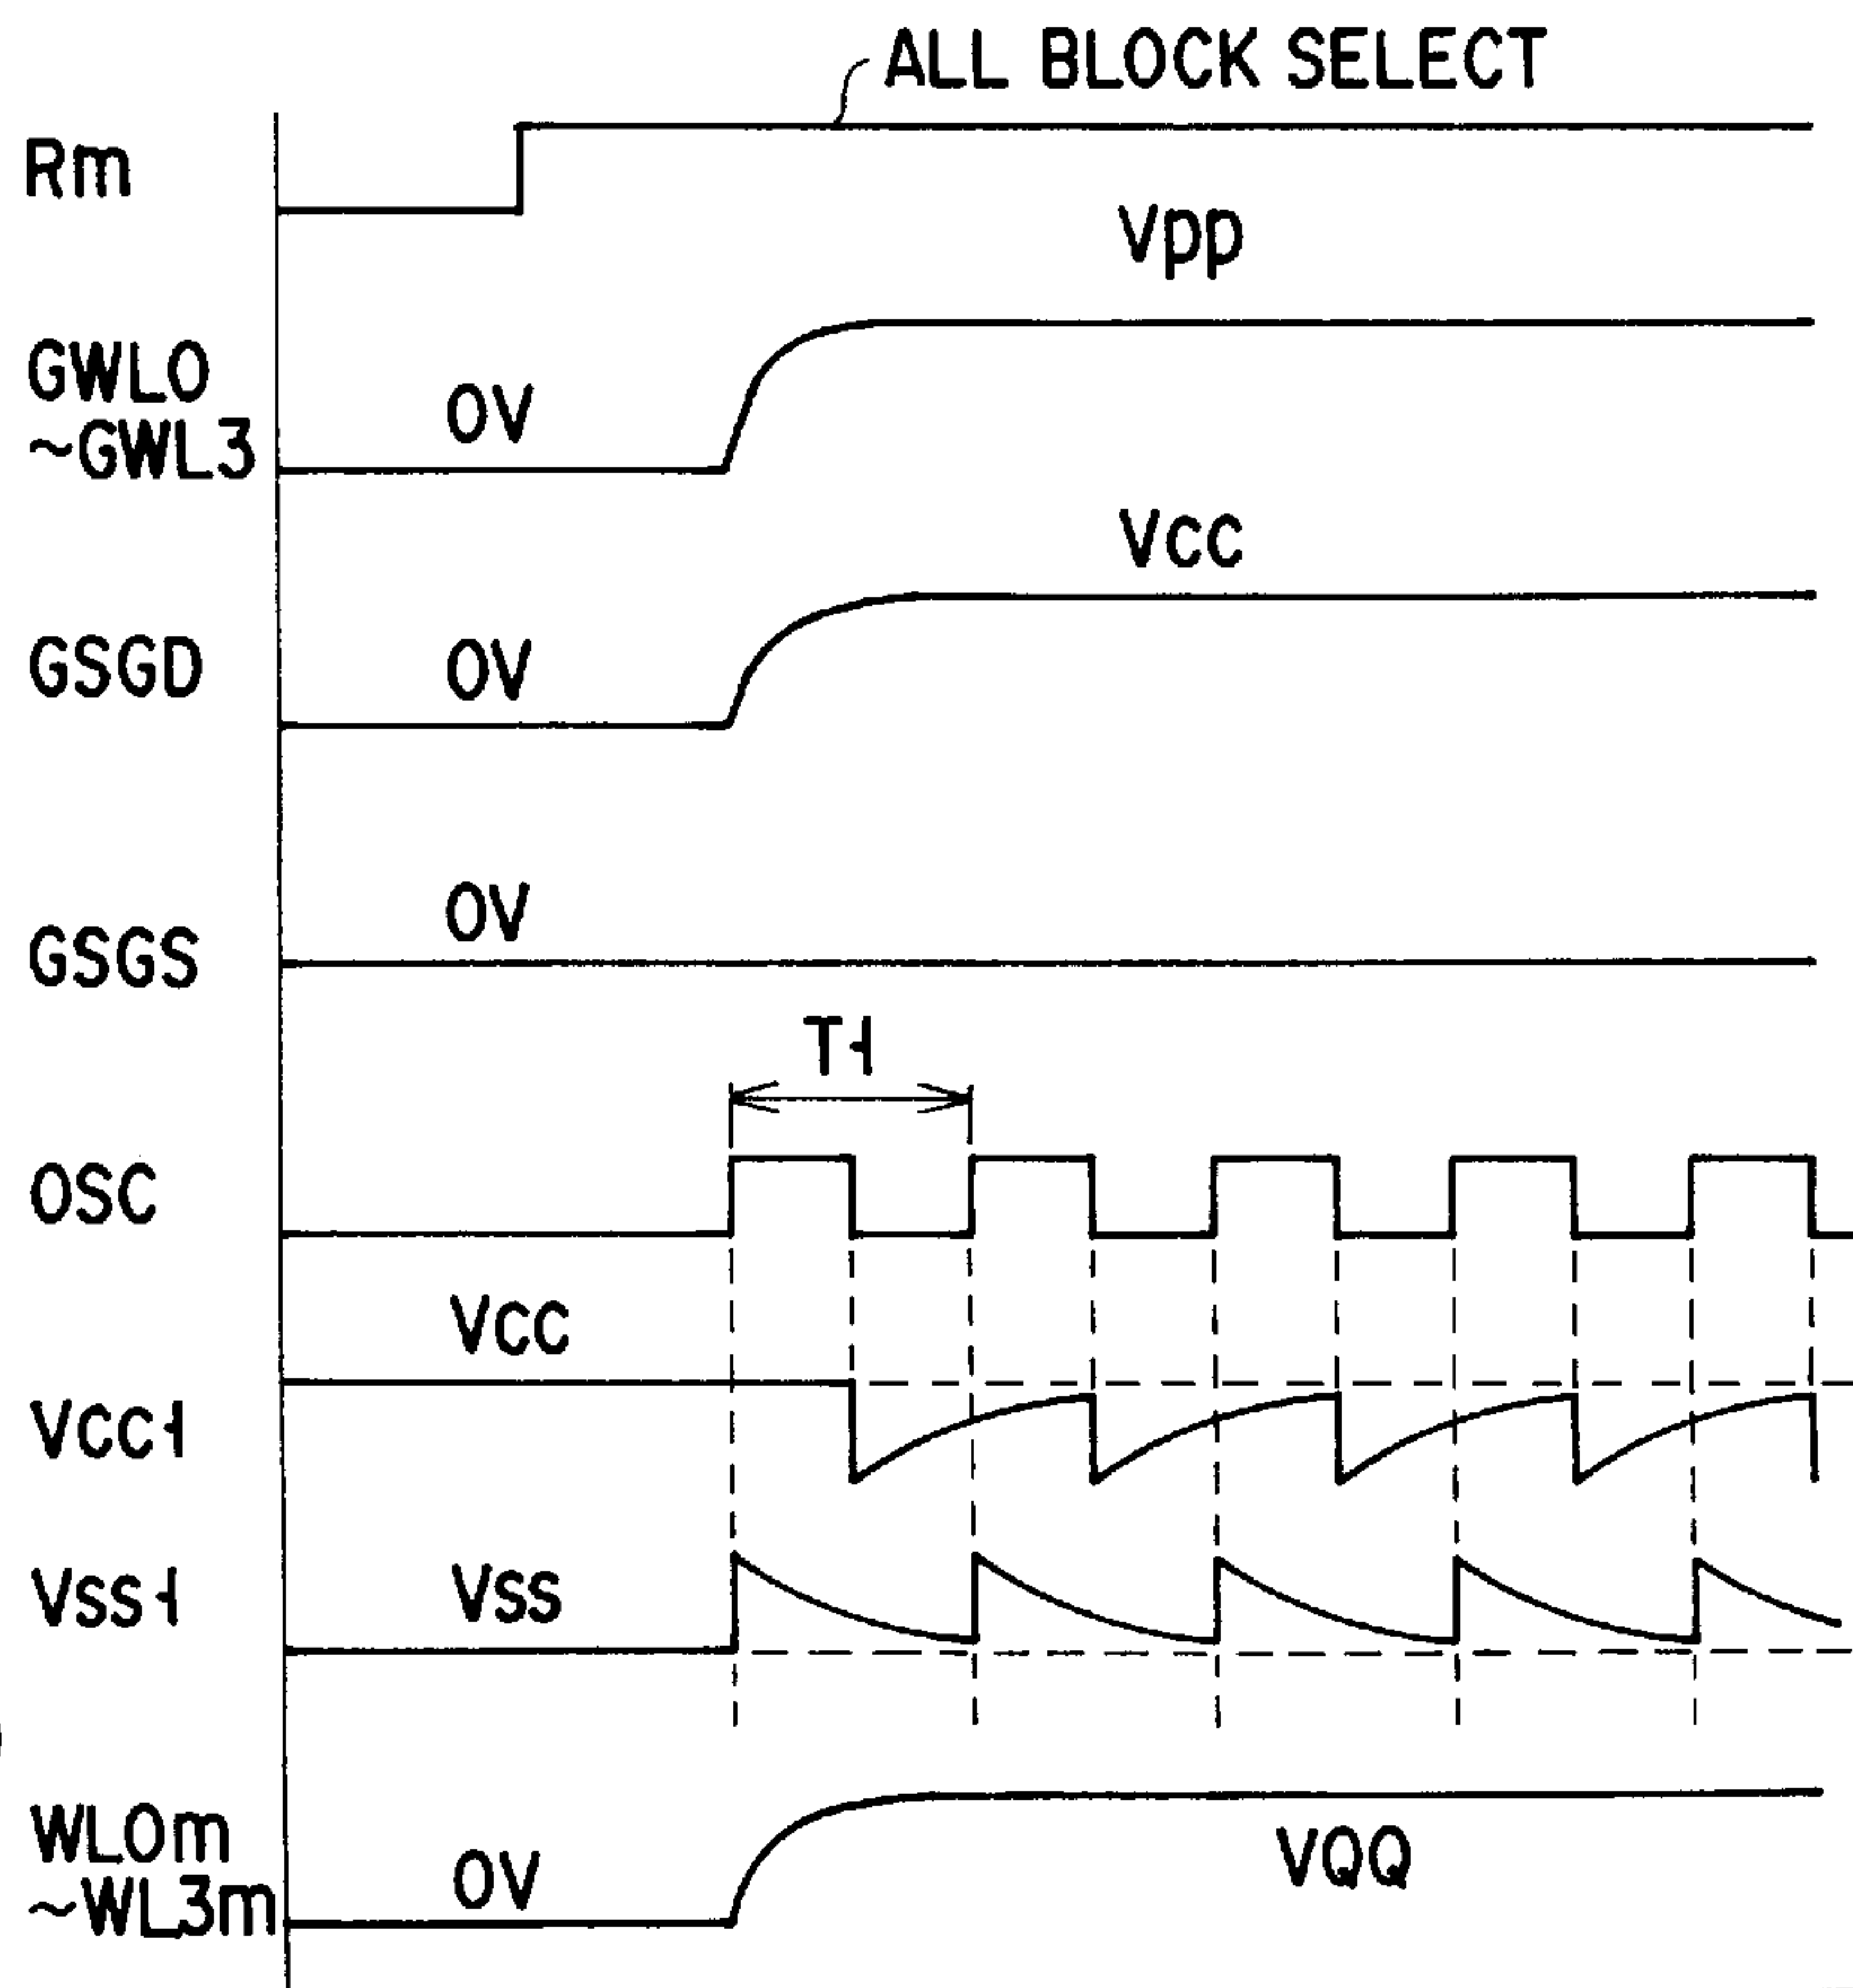 ALL BLOCK SELECT
Rm
Vpp
GWL0
~GWL3
0V
Vcc
GSGD
0V
0V
GSGS
T1
OSC
Vcc
Vcc1
Vss1
Vss
WL0m
~WL3m
0V
VQQ